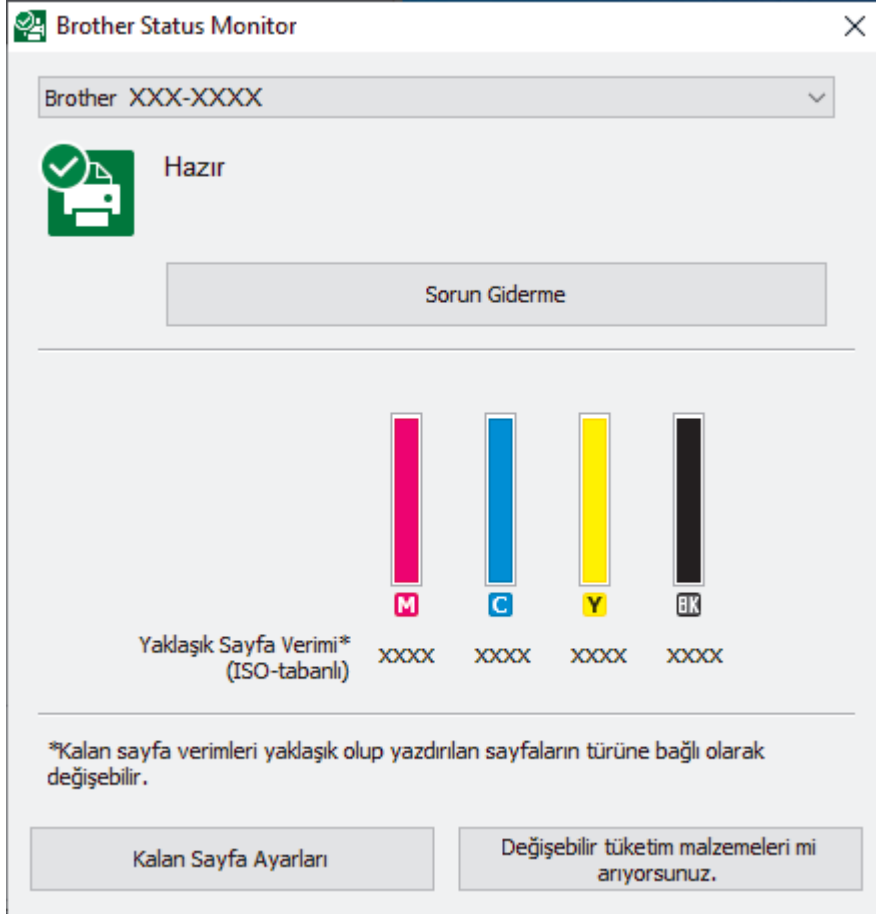 Brother Status Monitor
Brother XXX-XXXX
Hazır
Sorun Giderme
M C Y BK
Yaklaşık Sayfa Verimi*
(ISO-tabanlı)
XXXX XXXX XXXX XXXX
*Kalan sayfa verimleri yaklaşık olup yazdırılan sayfaların türüne bağlı olarak
değişebilir.
Kalan Sayfa Ayarları
Değişebilir tüketim malzemeleri mi
arıyorsunuz.